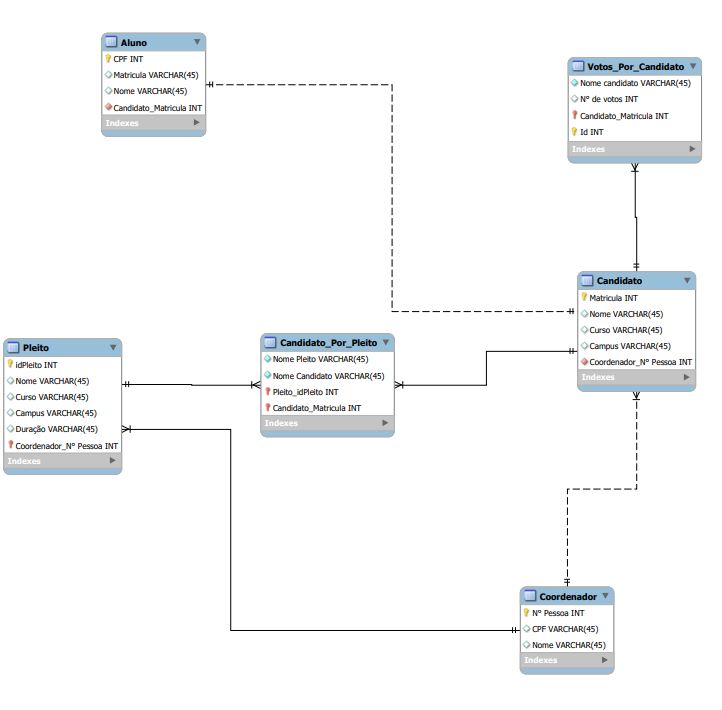 Aluno
CPF INT
Matricula VARCHAR(45)
Nome VARCHAR(45)
Candidato_Matricula INT
Indexes
Votos_Por_Candidato
Nome candidato VARCHAR(45)
Nº de votos INT
Candidato_Matricula INT
Id INT
Indexes
Candidato
Matricula INT
Nome VARCHAR(45)
Curso VARCHAR(45)
Campus VARCHAR(45)
Coordenador_Nº Pessoa INT
Indexes
Pleito
idPleito INT
Nome VARCHAR(45)
Curso VARCHAR(45)
Campus VARCHAR(45)
Duração VARCHAR(45)
Coordenador_Nº Pessoa INT
Indexes
Candidato_Por_Pleito
Nome Pleito VARCHAR(45)
Nome Candidato VARCHAR(45)
Pleito_idPleito INT
Candidato_Matricula INT
Indexes
Coordenador
Nº Pessoa INT
CPF VARCHAR(45)
Nome VARCHAR(45)
Indexes